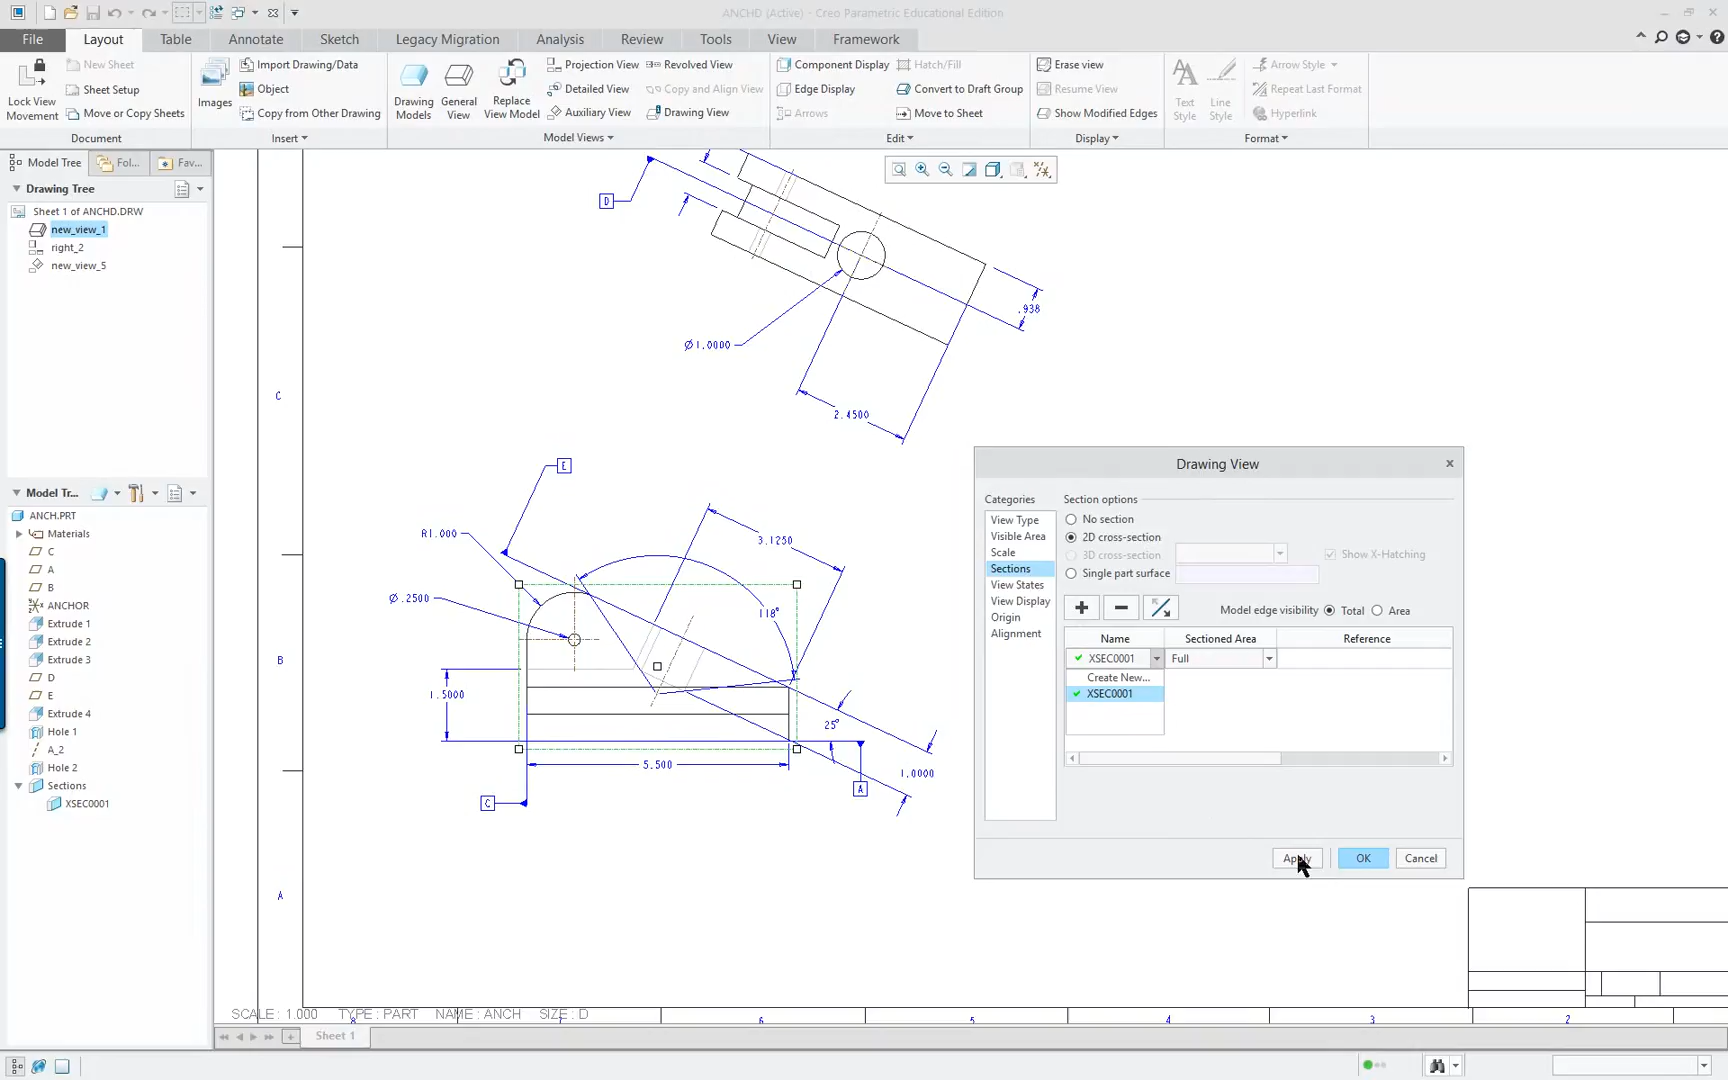 ANCHD (Active) - Creo Parametric Educational Edition
File Layout Table Annotate Sketch Legacy Migration Analysis Review Tools View Framework
Lock View Movement
New Sheet
Sheet Setup
Move or Copy Sheets
Document
Images
Import Drawing/Data
Object
Copy from Other Drawing
Insert
Drawing Models
General View
Replace View Model
Projection View
Detailed View
Auxiliary View
Revolved View
Copy and Align View
Drawing View
Model Views
Component Display
Edge Display
Arrows
Hatch/Fill
Convert to Draft Group
Move to Sheet
Edit
Erase view
Resume View
Show Modified Edges
Display
Text Style
Line Style
Arrow Style
Repeat Last Format
Hyperlink
Format
Model Tree Fol... Fav...
Drawing Tree
Sheet 1 of ANCHD.DRW
new_view_1
right_2
new_view_5
Model Tr...
ANCH.PRT
Materials
C
A
B
ANCHOR
Extrude 1
Extrude 2
Extrude 3
D
E
Extrude 4
Hole 1
A_2
Hole 2
Sections
XSEC0001
D
.938
Ø1.0000
2.4500
C
E
R1.000
3.1250
Ø.2500
118°
B
1.5000
25°
5.500
1.0000
C
A
A
Drawing View
Categories
View Type
Visible Area
Scale
Sections
View States
View Display
Origin
Alignment
Section options
No section
2D cross-section
3D cross-section
Show X-Hatching
Single part surface
Model edge visibility Total Area
Name Sectioned Area Reference
XSEC0001 Full
Create New...
XSEC0001
Apply OK Cancel
SCALE : 1.000 TYPE : PART NAME : ANCH SIZE : D
8 7 6 5 4 3 2
Sheet 1